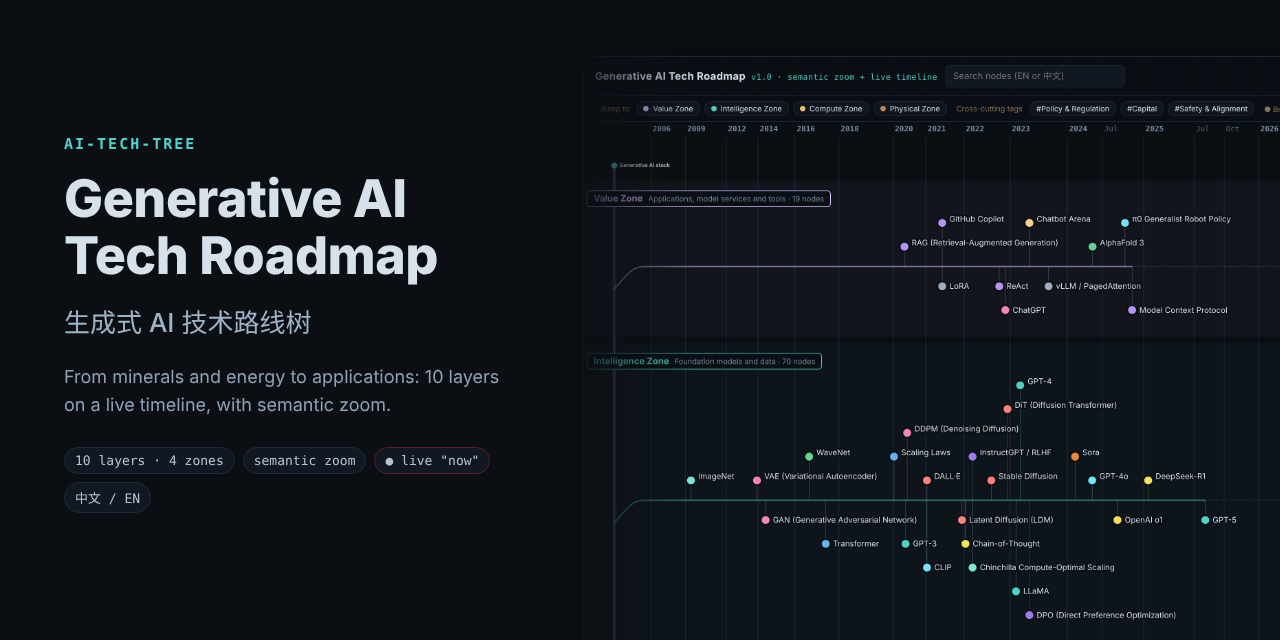 AI-TECH-TREE
Generative AI
Tech Roadmap
生成式 AI 技术路线树
From minerals and energy to applications: 10 layers
on a live timeline, with semantic zoom.
10 layers · 4 zones
semantic zoom
● live "now"
中文 / EN
Generative AI Tech Roadmap v1.0 · semantic zoom + live timeline
Search nodes (EN or 中文)
Jump to
Value Zone
Intelligence Zone
Compute Zone
Physical Zone
Cross-cutting tags
#Policy & Regulation
#Capital
#Safety & Alignment
2006 2009 2012 2014 2016 2018 2020 2021 2022 2023 2024 Jul 2025 Jul Oct 2026
Generative AI stack
Value Zone Applications, model services and tools · 19 nodes
GitHub Copilot
Chatbot Arena
π0 Generalist Robot Policy
RAG (Retrieval-Augmented Generation)
AlphaFold 3
LoRA
ReAct
vLLM / PagedAttention
ChatGPT
Model Context Protocol
Intelligence Zone Foundation models and data · 70 nodes
GPT-4
DiT (Diffusion Transformer)
DDPM (Denoising Diffusion)
WaveNet
Scaling Laws
InstructGPT / RLHF
Sora
ImageNet
VAE (Variational Autoencoder)
DALL·E
Stable Diffusion
GPT-4o
DeepSeek-R1
GAN (Generative Adversarial Network)
Latent Diffusion (LDM)
OpenAI o1
GPT-5
Transformer
GPT-3
Chain-of-Thought
CLIP
Chinchilla Compute-Optimal Scaling
LLaMA
DPO (Direct Preference Optimization)